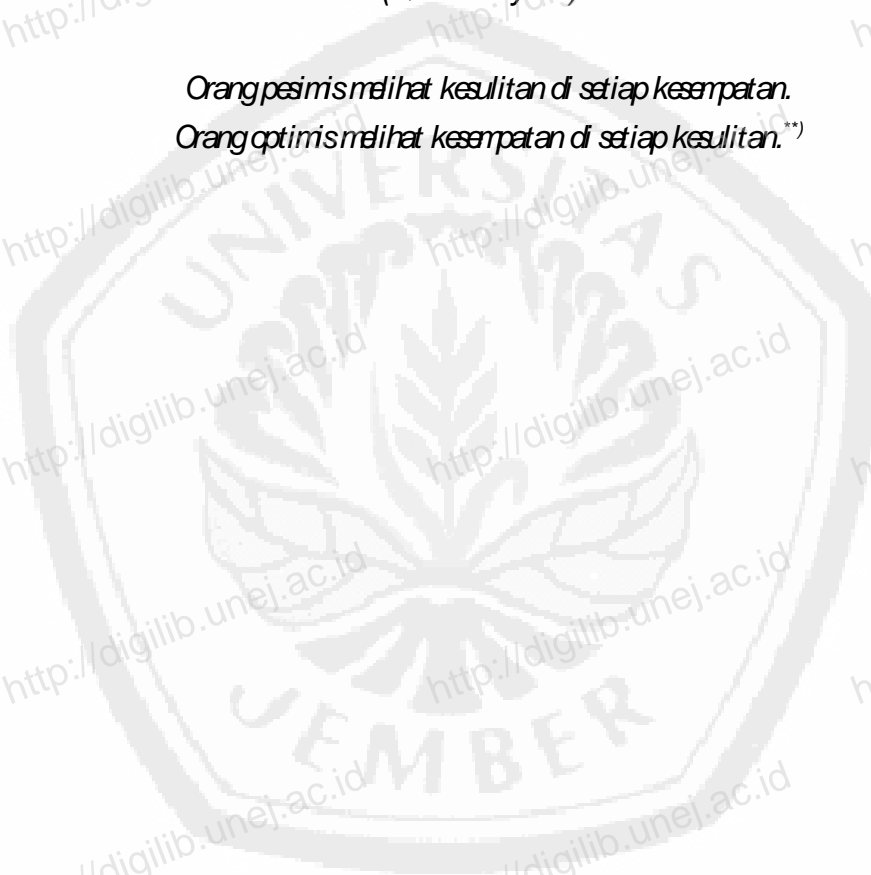 Orang pesimis melihat kesulitan di setiap kesempatan.
Orang optimis melihat kesempatan di setiap kesulitan.**)
UNIVERSITAS
JEMBER
http://digilib.unej.ac.id
http://digilib.unej.ac.id
http://digilib.unej.ac.id
http://digilib.unej.ac.id
http://digilib.unej.ac.id
http://digilib.unej.ac.id